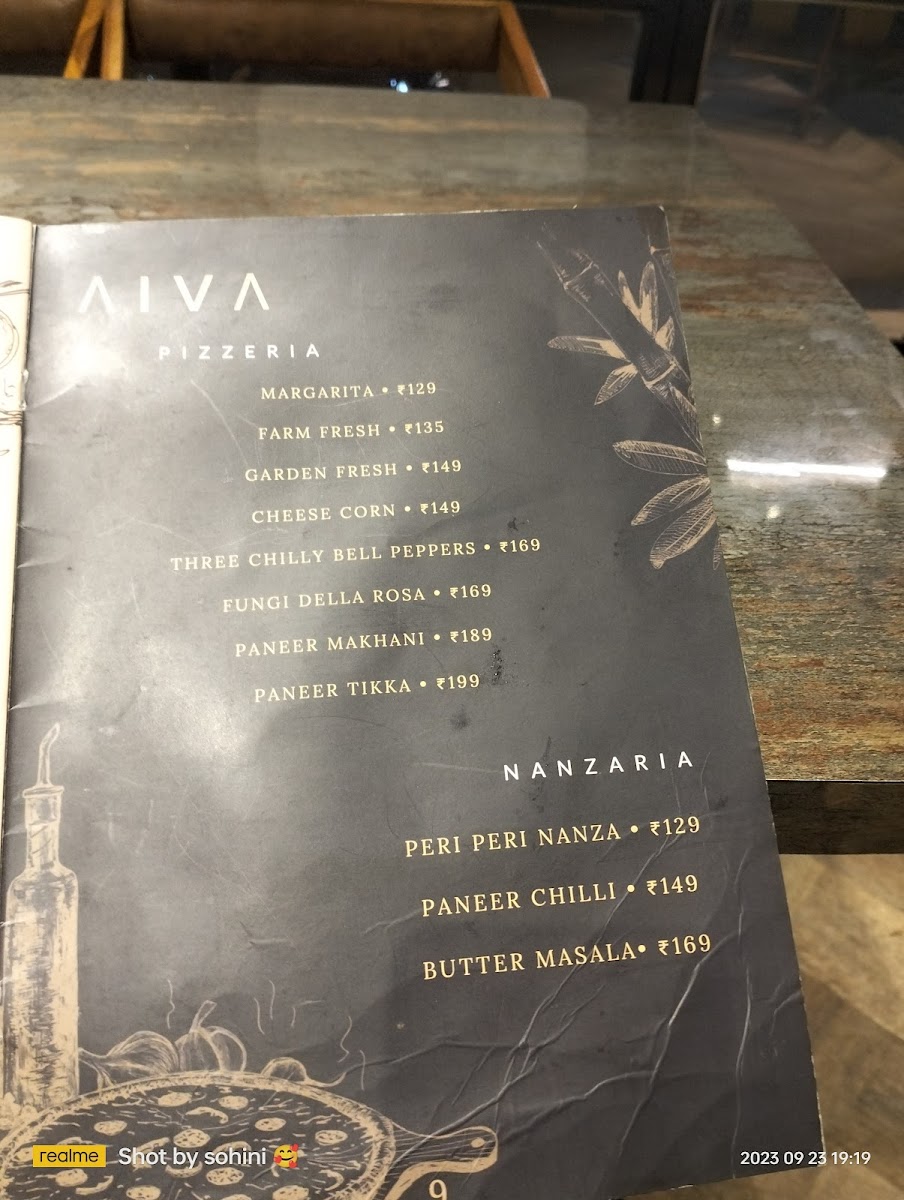 AIVA
PIZZERIA
MARGARITA • ₹129
FARM FRESH • ₹135
GARDEN FRESH • ₹149
CHEESE CORN • ₹149
THREE CHILLY BELL PEPPERS • ₹169
FUNGI DELLA ROSA • ₹169
PANEER MAKHANI • ₹189
PANEER TIKKA • ₹199
NANZARIA
PERI PERI NANZA • ₹129
PANEER CHILLI • ₹149
BUTTER MASALA• ₹169
9
realme Shot by sohini 🥰
2023 09 23 19:19